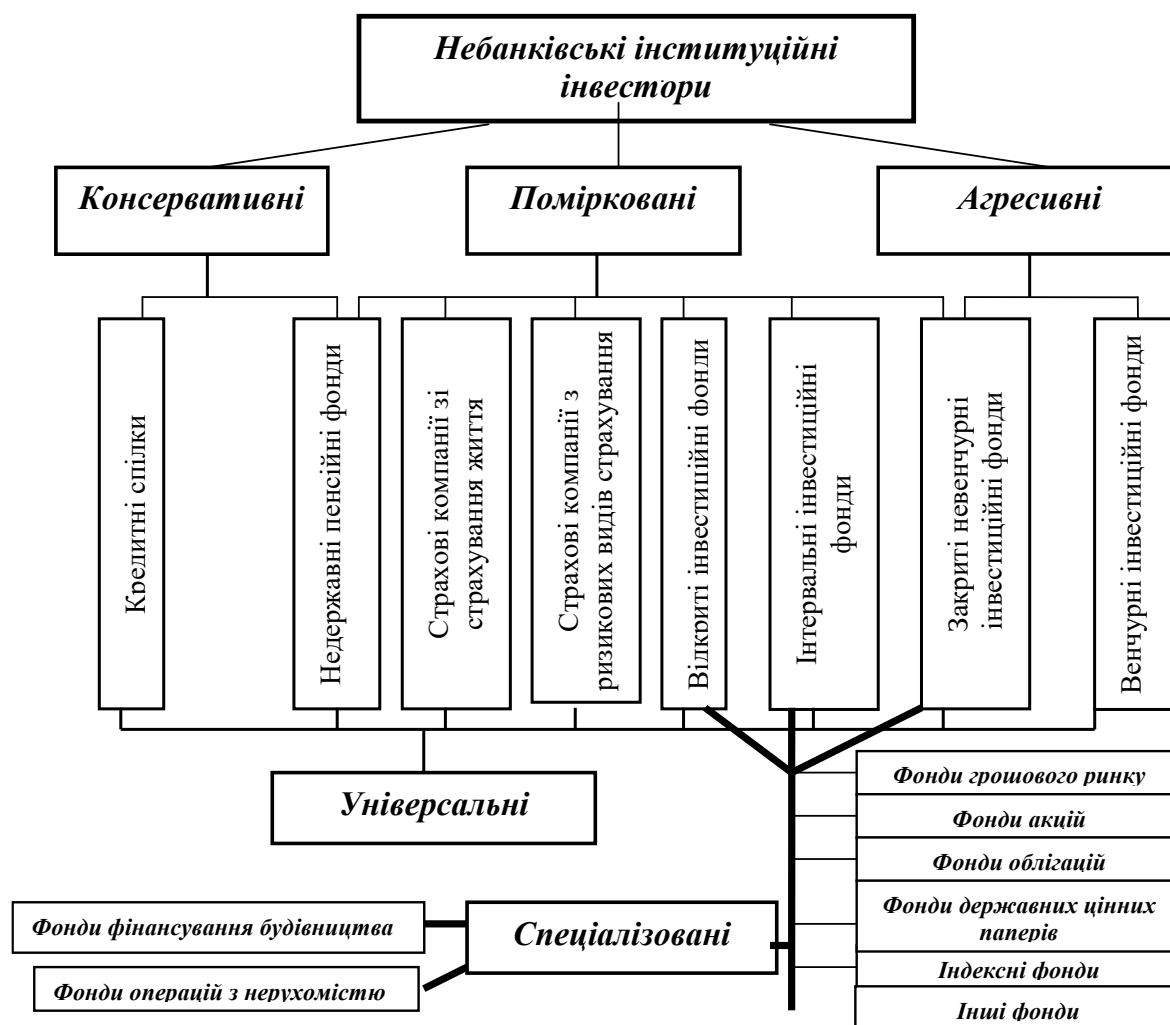 Небанківські інституційні
інвестори
Консервативні
Помірковані
Агресивні
Кредитні спілки
Недержавні пенсійні фонди
Страхові компанії зі
страхування життя
Страхові компанії з
ризикових видів страхування
Відкриті інвестиційні фонди
Інтервальні інвестиційні
фонди
Закриті невенчурні
інвестиційні фонди
Венчурні інвестиційні фонди
Універсальні
Фонди грошового ринку
Фонди акцій
Фонди облігацій
Фонди державних цінних
паперів
Індексні фонди
Інші фонди
Спеціалізовані
Фонди фінансування будівництва
Фонди операцій з нерухомістю